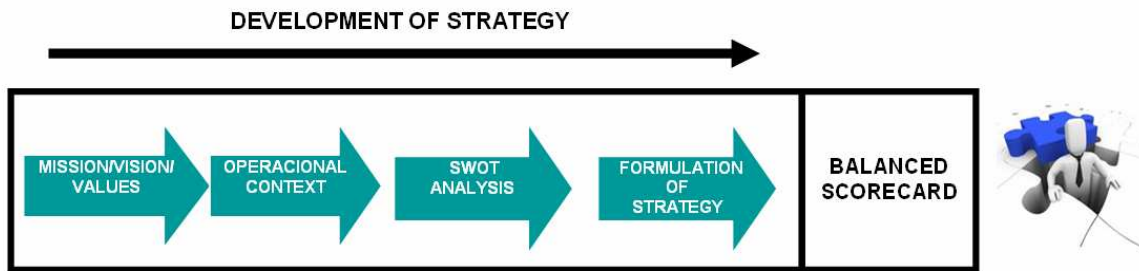 DEVELOPMENT OF STRATEGY
MISSION/VISION/
VALUES
OPERACIONAL
CONTEXT
SWOT
ANALYSIS
FORMULATION
OF
STRATEGY
BALANCED
SCORECARD